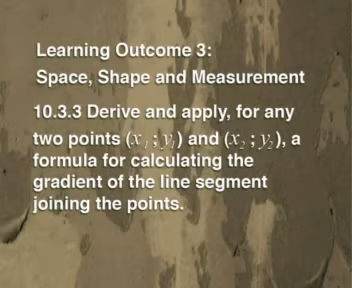 Learning Outcome 3:
Space, Shape and Measurement
10.3.3 Derive and apply, for any
two points (x₁ ; y₁) and (x₂ ; y₂), a
formula for calculating the
gradient of the line segment
joining the points.